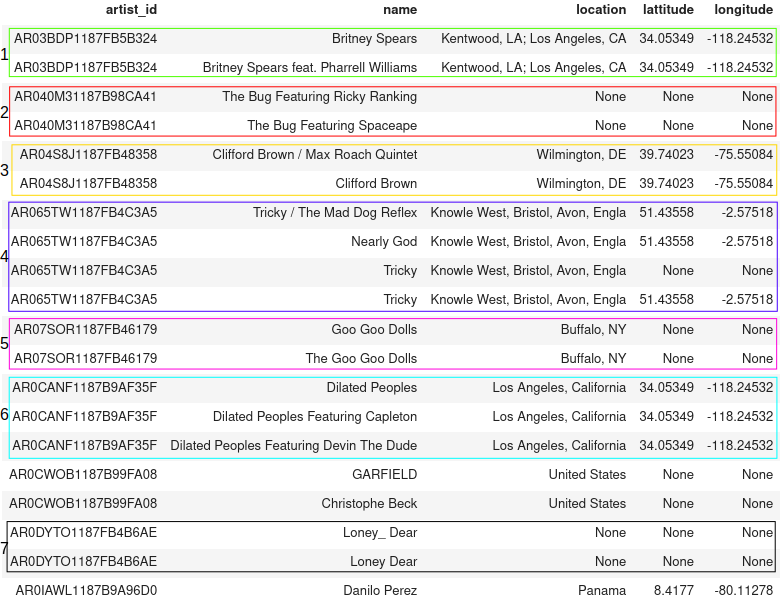 artist_id name location lattitude longitude
1
AR03BDP1187FB5B324 Britney Spears Kentwood, LA; Los Angeles, CA 34.05349 -118.24532
AR03BDP1187FB5B324 Britney Spears feat. Pharrell Williams Kentwood, LA; Los Angeles, CA 34.05349 -118.24532
2
AR040M31187B98CA41 The Bug Featuring Ricky Ranking None None None
AR040M31187B98CA41 The Bug Featuring Spaceape None None None
3
AR04S8J1187FB48358 Clifford Brown / Max Roach Quintet Wilmington, DE 39.74023 -75.55084
AR04S8J1187FB48358 Clifford Brown Wilmington, DE 39.74023 -75.55084
4
AR065TW1187FB4C3A5 Tricky / The Mad Dog Reflex Knowle West, Bristol, Avon, Engla 51.43558 -2.57518
AR065TW1187FB4C3A5 Nearly God Knowle West, Bristol, Avon, Engla 51.43558 -2.57518
AR065TW1187FB4C3A5 Tricky Knowle West, Bristol, Avon, Engla None None
AR065TW1187FB4C3A5 Tricky Knowle West, Bristol, Avon, Engla 51.43558 -2.57518
5
AR07SOR1187FB46179 Goo Goo Dolls Buffalo, NY None None
AR07SOR1187FB46179 The Goo Goo Dolls Buffalo, NY None None
6
AR0CANF1187B9AF35F Dilated Peoples Los Angeles, California 34.05349 -118.24532
AR0CANF1187B9AF35F Dilated Peoples Featuring Capleton Los Angeles, California 34.05349 -118.24532
AR0CANF1187B9AF35F Dilated Peoples Featuring Devin The Dude Los Angeles, California 34.05349 -118.24532
AR0CWOB1187B99FA08 GARFIELD United States None None
AR0CWOB1187B99FA08 Christophe Beck United States None None
7
AR0DYTO1187FB4B6AE Loney_ Dear None None None
AR0DYTO1187FB4B6AE Loney Dear None None None
AR0IAWL1187B9A96D0 Danilo Perez Panama 8.4177 -80.11278